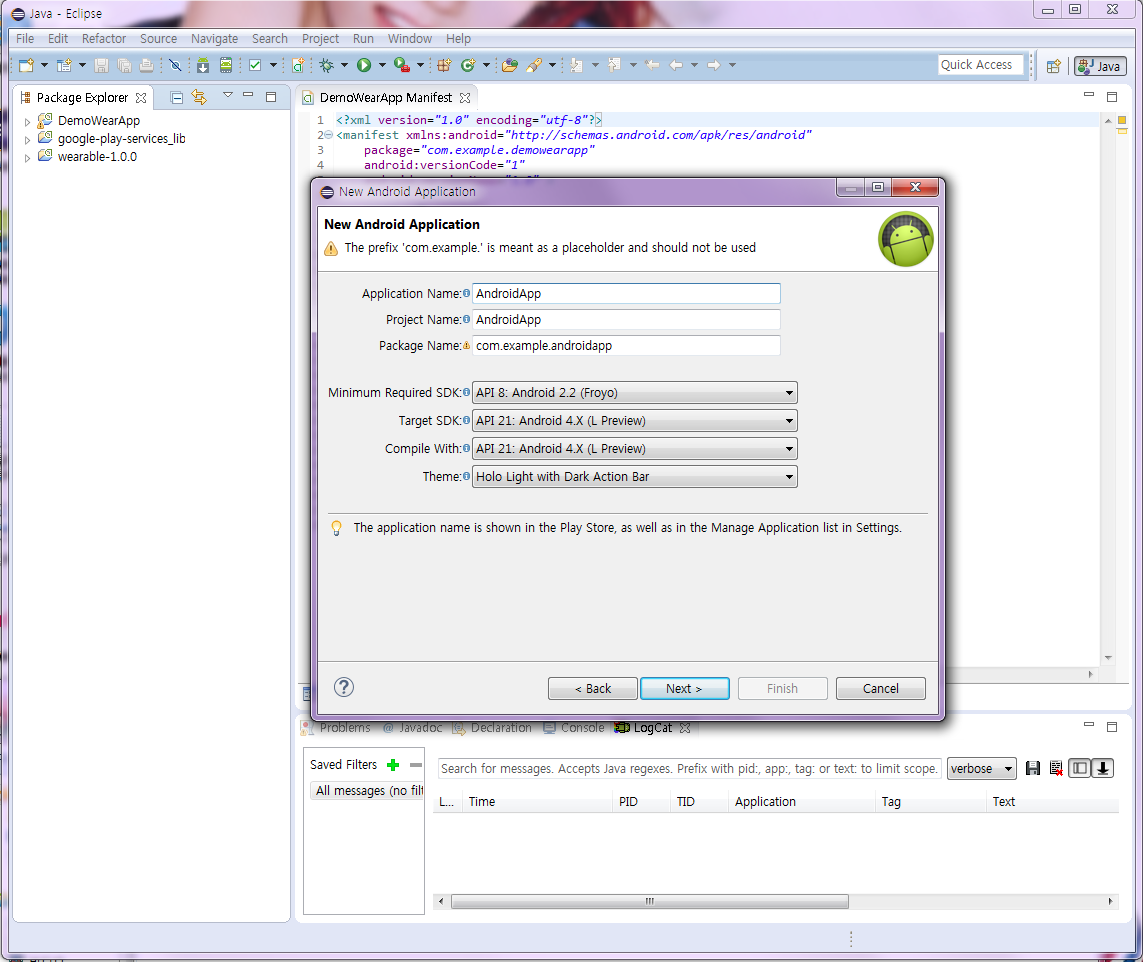 Java - Eclipse
File Edit Refactor Source Navigate Search Project Run Window Help
Quick Access
Java
Package Explorer
DemoWearApp
google-play-services_lib
wearable-1.0.0
DemoWearApp Manifest
1 <?xml version="1.0" encoding="utf-8"?>
2 <manifest xmlns:android="http://schemas.android.com/apk/res/android"
3 package="com.example.demowearapp"
4 android:versionCode="1"
New Android Application
New Android Application
The prefix 'com.example.' is meant as a placeholder and should not be used
Application Name: AndroidApp
Project Name: AndroidApp
Package Name: com.example.androidapp
Minimum Required SDK: API 8: Android 2.2 (Froyo)
Target SDK: API 21: Android 4.X (L Preview)
Compile With: API 21: Android 4.X (L Preview)
Theme: Holo Light with Dark Action Bar
The application name is shown in the Play Store, as well as in the Manage Application list in Settings.
?
< Back Next > Finish Cancel
Problems @ Javadoc Declaration Console LogCat
Saved Filters
All messages (no filt
Search for messages. Accepts Java regexes. Prefix with pid:, app:, tag: or text: to limit scope.
verbose
L... Time PID TID Application Tag Text